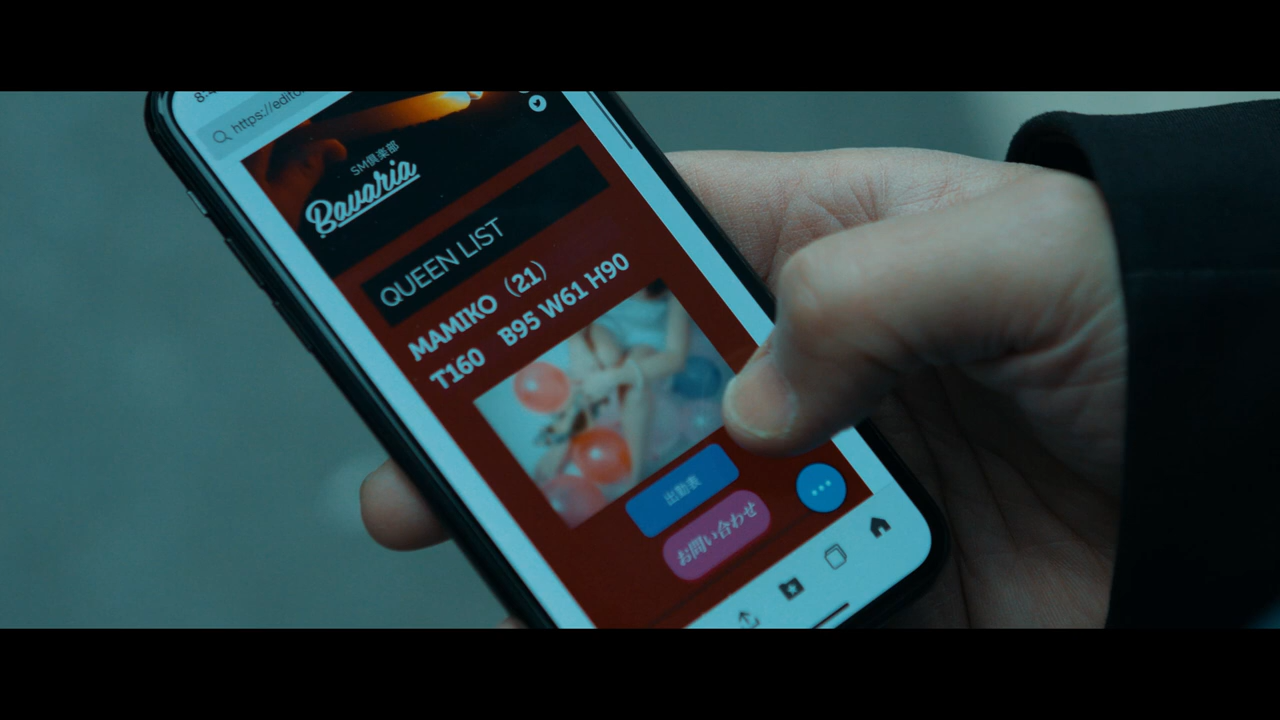 https://edito
SM倶楽部
Bavaria
QUEEN LIST
MAMIKO (21)
T160 B95 W61 H90
出勤表
お問い合わせ